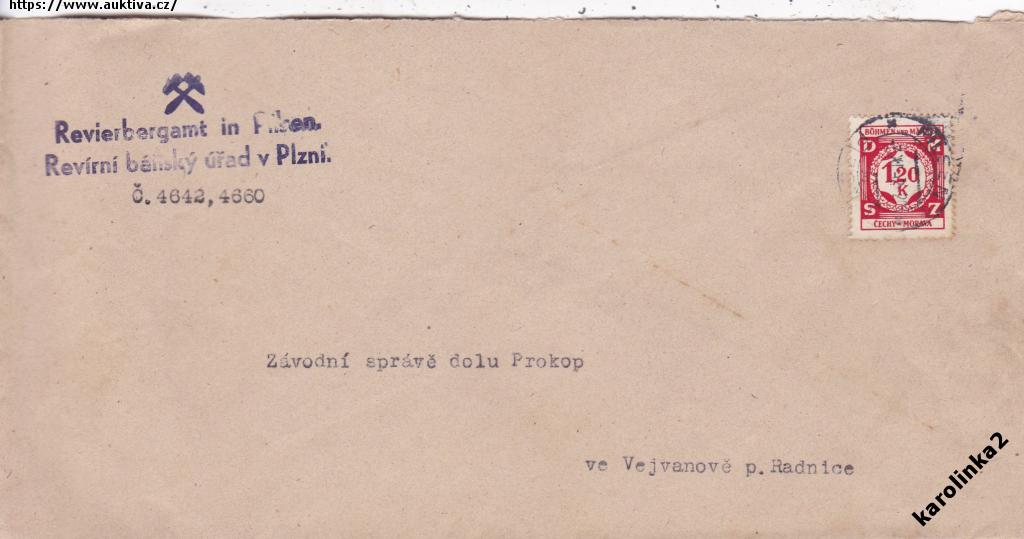 https://www.auktiva.cz/
Revierbergamt in Pilsen.
Revírní báňský úřad v Plzni.
Č. 4642, 4660
BÖHMEN UND
D M
1.20
K
S Z
ČECHY MORAVA
Závodní správě dolu Prokop
ve Vejvanově p. Radnice
karolinka2